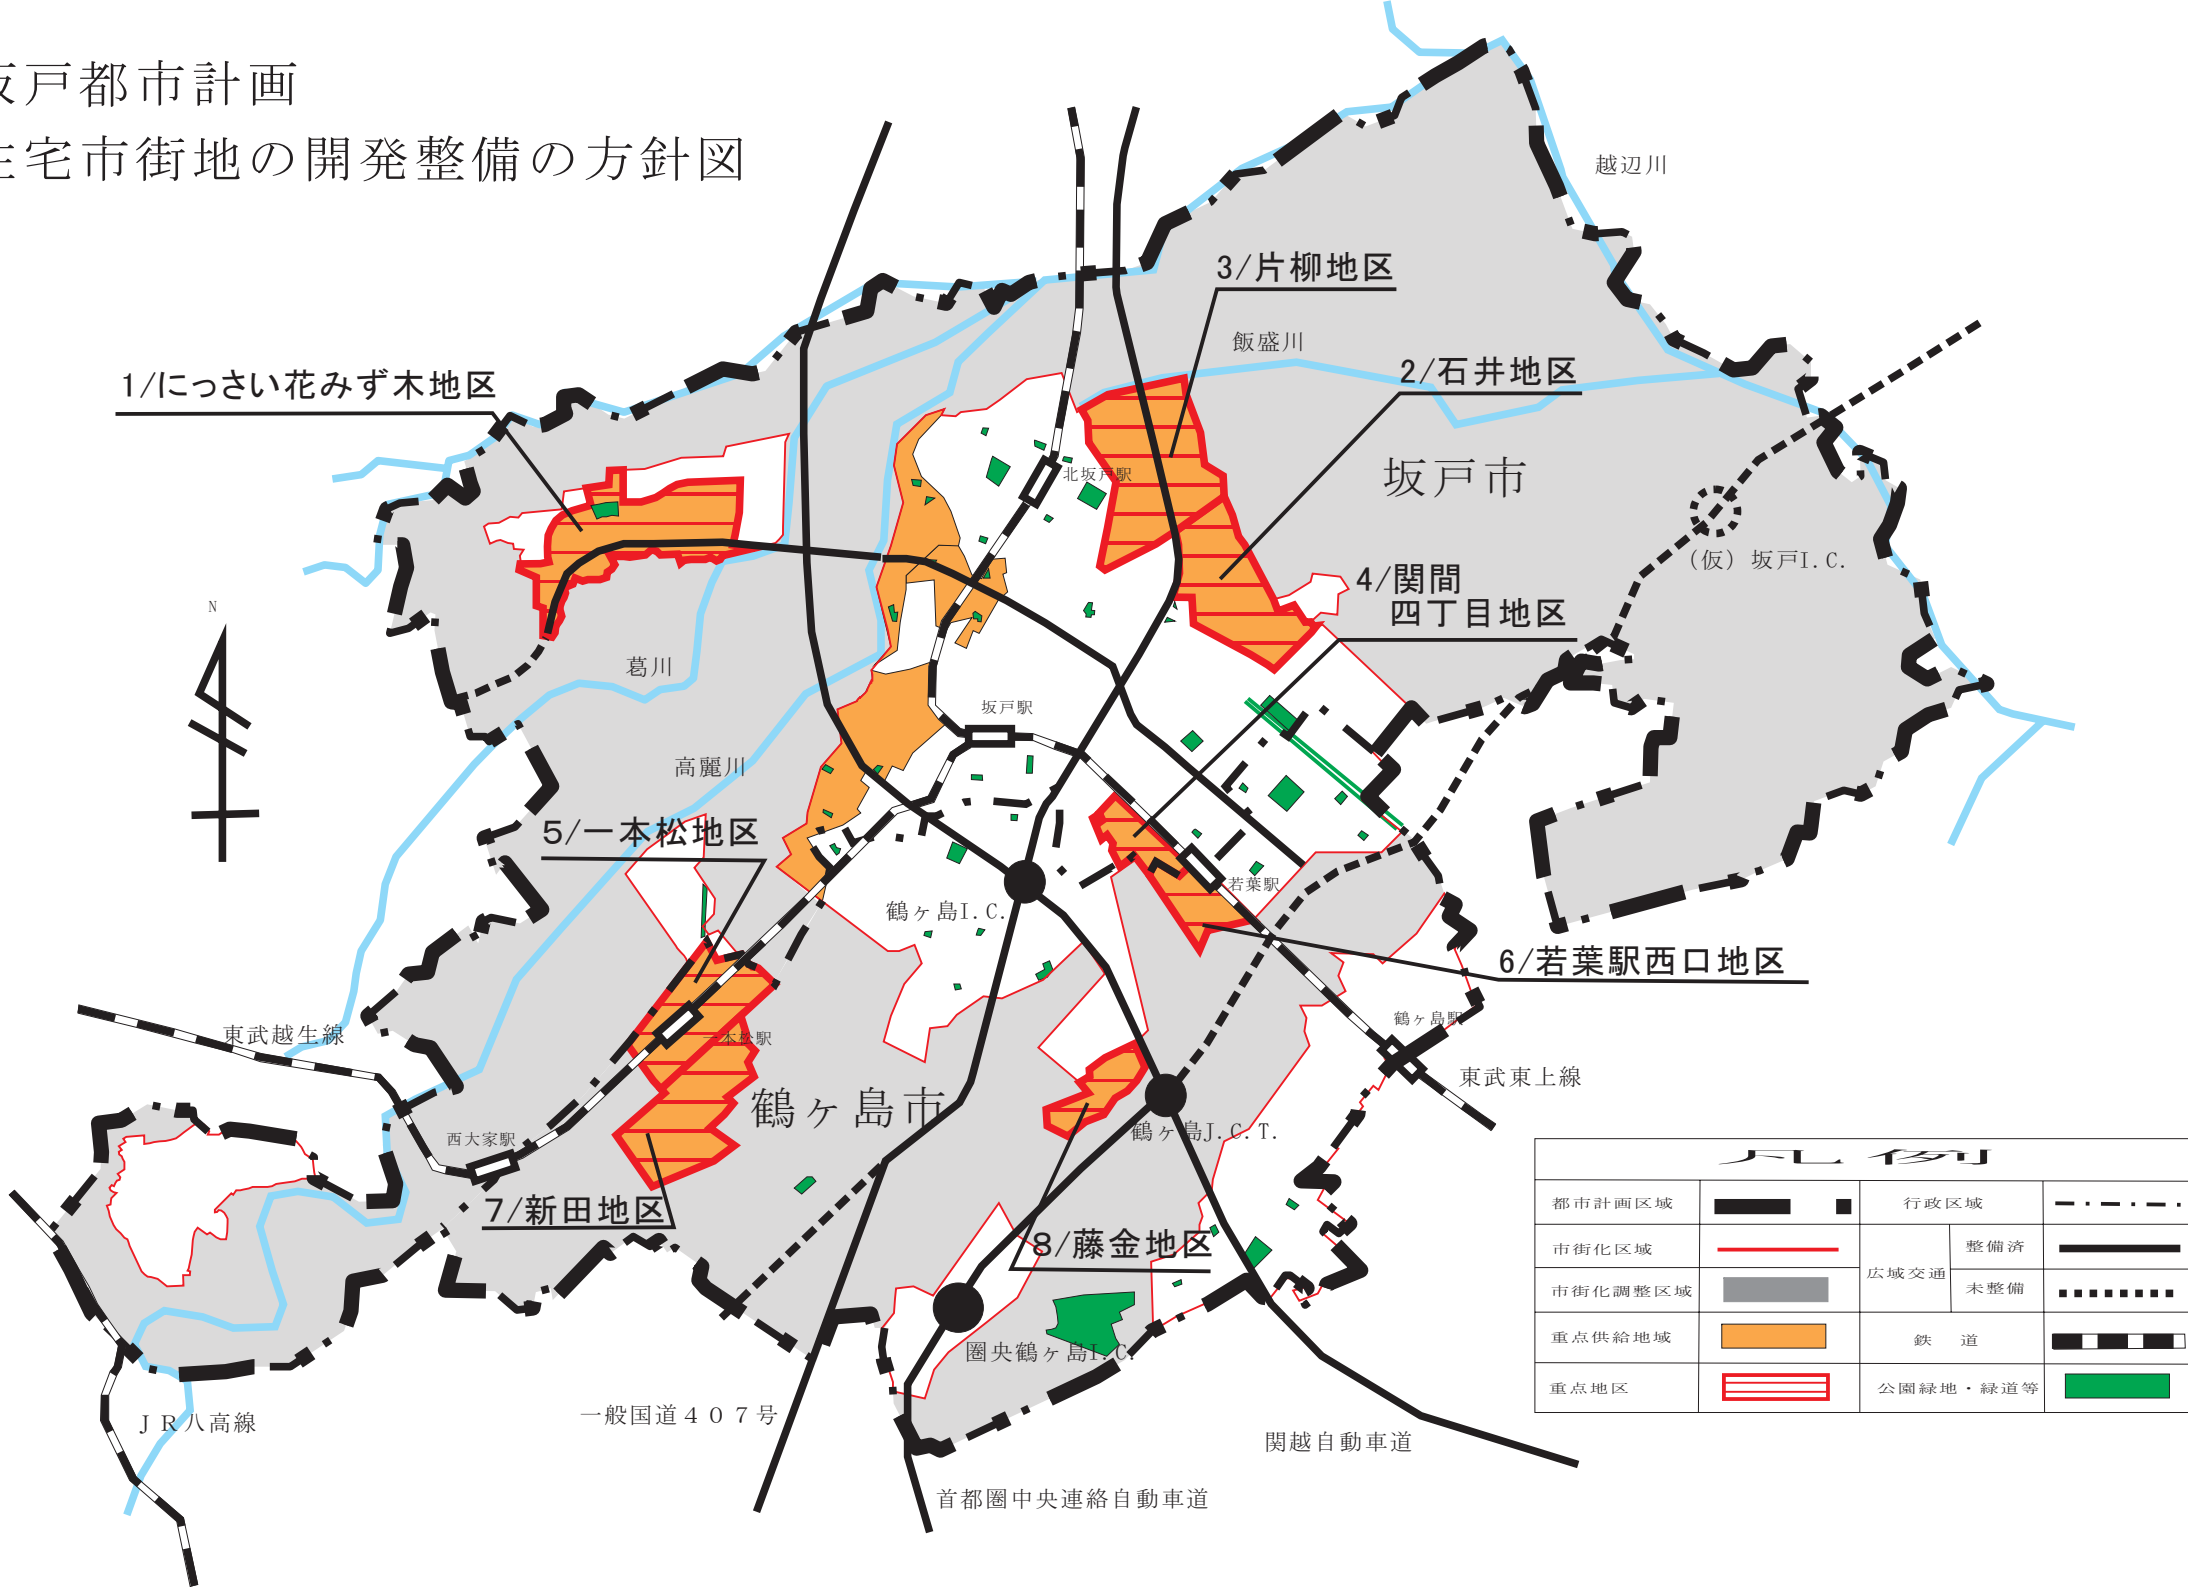 坂戸都市計画
住宅市街地の開発整備の方針図
越辺川
3/片柳地区
飯盛川
2/石井地区
1/にっさい花みず木地区
北坂戸駅
坂戸市
(仮) 坂戸I.C.
4/関間
四丁目地区
N
葛川
坂戸駅
高麗川
5/一本松地区
若葉駅
鶴ヶ島I.C.
6/若葉駅西口地区
鶴ヶ島駅
東武越生線
一本松駅
東武東上線
鶴ヶ島市
西大家駅
鶴ヶ島J.C.T.
7/新田地区
8/藤金地区
圏央鶴ヶ島I.C.
一般国道407号
JR八高線
関越自動車道
首都圏中央連絡自動車道
凡例
都市計画区域
行政区域
市街化区域
広域交通
整備済
市街化調整区域
未整備
重点供給地域
鉄 道
重点地区
公園緑地・緑道等